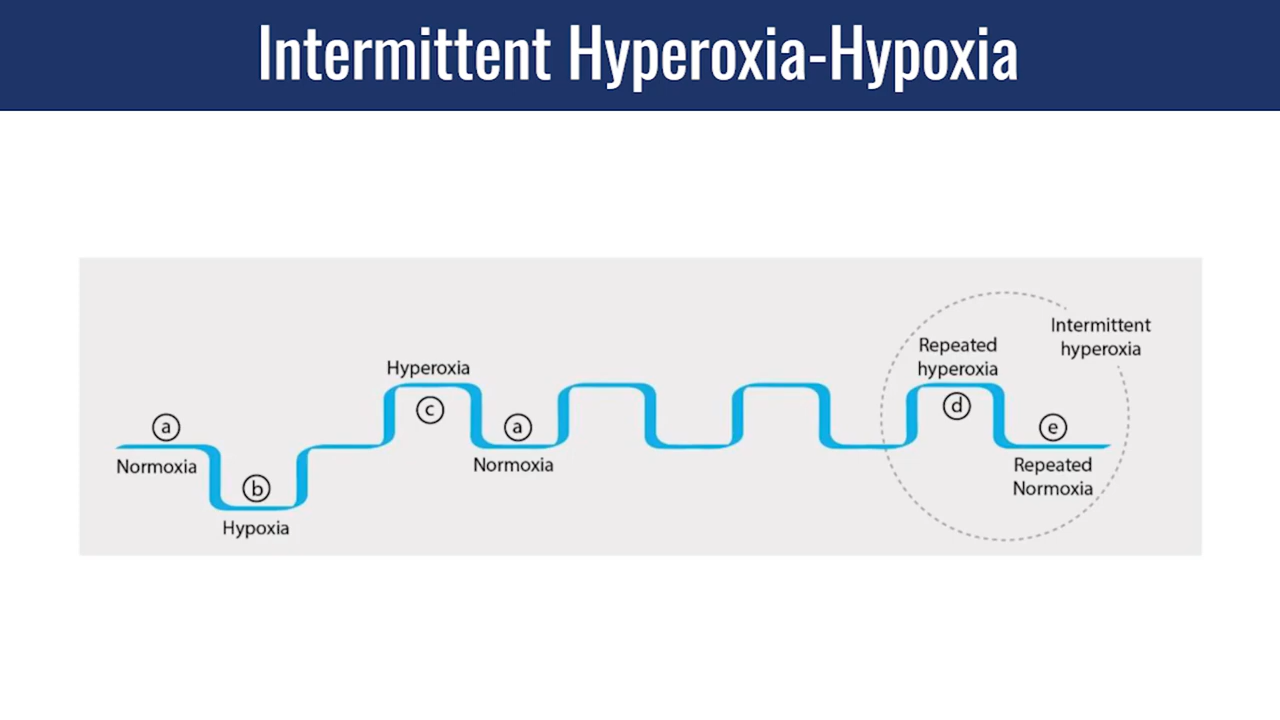 Intermittent Hyperoxia-Hypoxia
Intermittent
hyperoxia
Repeated
hyperoxia
Hyperoxia
c
d
a
a
e
Normoxia
Normoxia
Repeated
Normoxia
b
Hypoxia